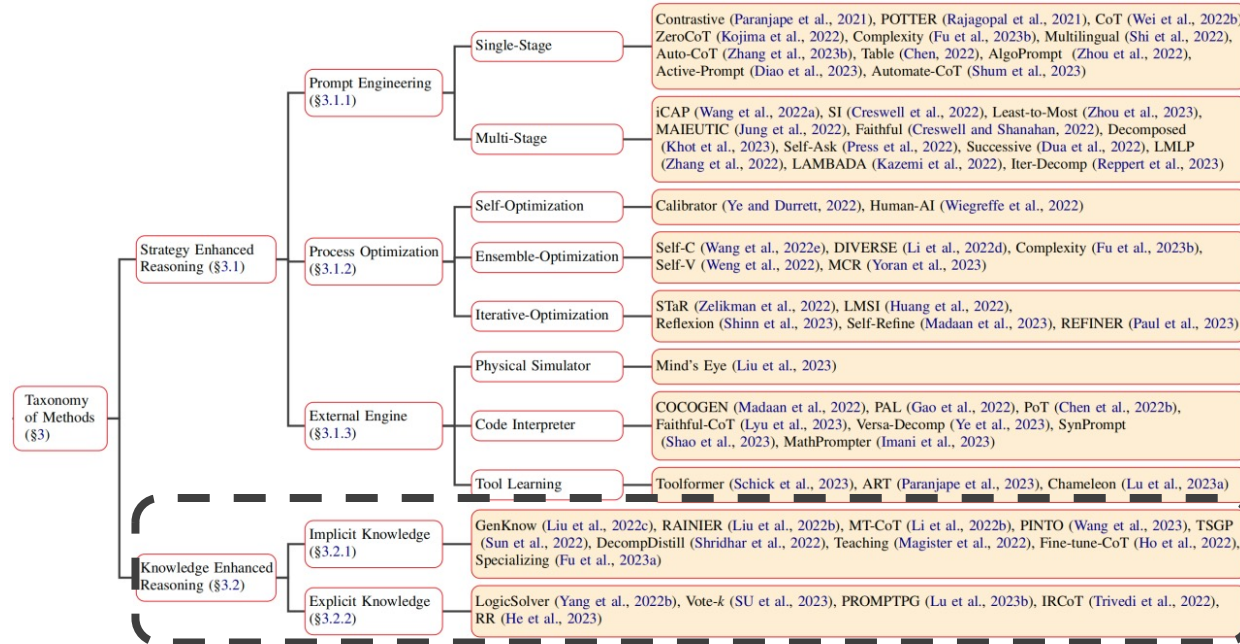 Taxonomy
of Methods
(§3)
Strategy Enhanced
Reasoning (§3.1)
Prompt Engineering
(§3.1.1)
Single-Stage
Contrastive (Paranjape et al., 2021), POTTER (Rajagopal et al., 2021), CoT (Wei et al., 2022b)
ZeroCoT (Kojima et al., 2022), Complexity (Fu et al., 2023b), Multilingual (Shi et al., 2022),
Auto-CoT (Zhang et al., 2023b), Table (Chen, 2022), AlgoPrompt (Zhou et al., 2022),
Active-Prompt (Diao et al., 2023), Automate-CoT (Shum et al., 2023)
Multi-Stage
iCAP (Wang et al., 2022a), SI (Creswell et al., 2022), Least-to-Most (Zhou et al., 2023),
MAIEUTIC (Jung et al., 2022), Faithful (Creswell and Shanahan, 2022), Decomposed
(Khot et al., 2023), Self-Ask (Press et al., 2022), Successive (Dua et al., 2022), LMLP
(Zhang et al., 2022), LAMBADA (Kazemi et al., 2022), Iter-Decomp (Reppert et al., 2023)
Process Optimization
(§3.1.2)
Self-Optimization
Calibrator (Ye and Durrett, 2022), Human-AI (Wiegreffe et al., 2022)
Ensemble-Optimization
Self-C (Wang et al., 2022e), DIVERSE (Li et al., 2022d), Complexity (Fu et al., 2023b),
Self-V (Weng et al., 2022), MCR (Yoran et al., 2023)
Iterative-Optimization
STaR (Zelikman et al., 2022), LMSI (Huang et al., 2022),
Reflexion (Shinn et al., 2023), Self-Refine (Madaan et al., 2023), REFINER (Paul et al., 2023)
External Engine
(§3.1.3)
Physical Simulator
Mind's Eye (Liu et al., 2023)
Code Interpreter
COCOGEN (Madaan et al., 2022), PAL (Gao et al., 2022), PoT (Chen et al., 2022b),
Faithful-CoT (Lyu et al., 2023), Versa-Decomp (Ye et al., 2023), SynPrompt
(Shao et al., 2023), MathPrompter (Imani et al., 2023)
Tool Learning
Toolformer (Schick et al., 2023), ART (Paranjape et al., 2023), Chameleon (Lu et al., 2023a)
Knowledge Enhanced
Reasoning (§3.2)
Implicit Knowledge
(§3.2.1)
GenKnow (Liu et al., 2022c), RAINIER (Liu et al., 2022b), MT-CoT (Li et al., 2022b), PINTO (Wang et al., 2023), TSGP
(Sun et al., 2022), DecompDistill (Shridhar et al., 2022), Teaching (Magister et al., 2022), Fine-tune-CoT (Ho et al., 2022),
Specializing (Fu et al., 2023a)
Explicit Knowledge
(§3.2.2)
LogicSolver (Yang et al., 2022b), Vote-k (SU et al., 2023), PROMPTPG (Lu et al., 2023b), IRCoT (Trivedi et al., 2022),
RR (He et al., 2023)